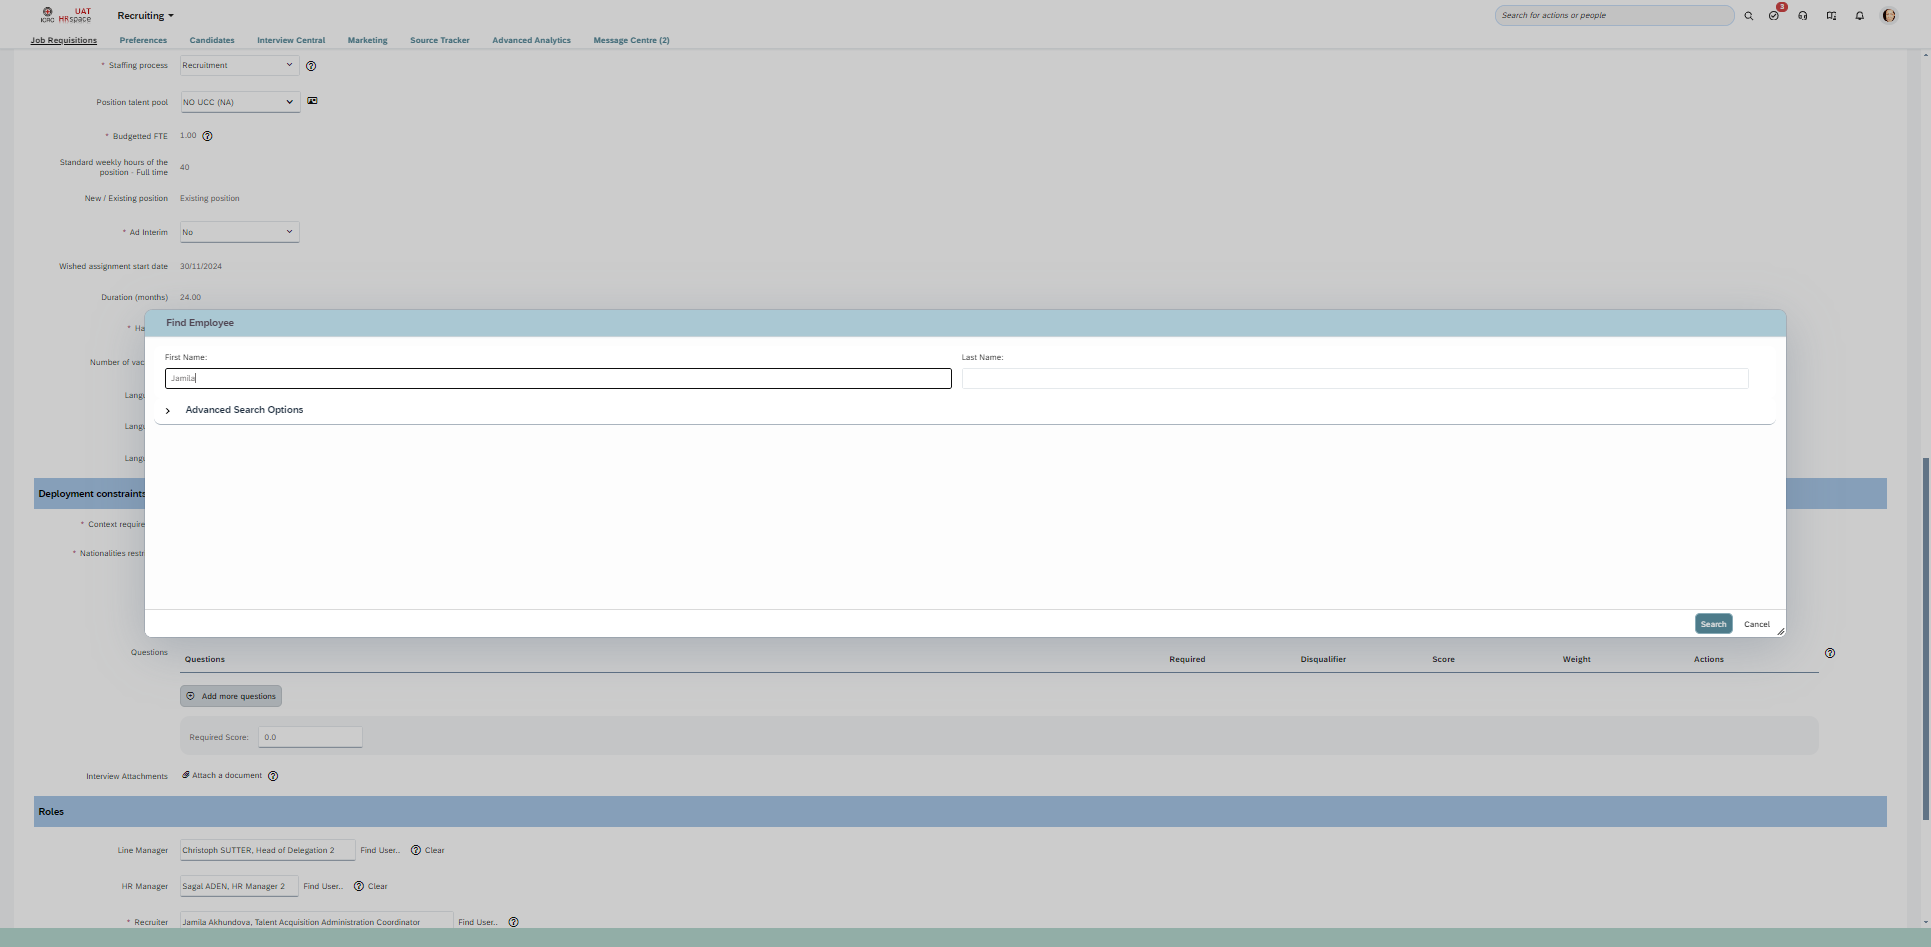 ICRC
UAT
HRspace
Recruiting
Search for actions or people
3
Job Requisitions
Preferences
Candidates
Interview Central
Marketing
Source Tracker
Advanced Analytics
Message Centre (2)
* Staffing process
Recruitment
Position talent pool
NO UCC (NA)
* Budgetted FTE
1.00
Standard weekly hours of the
position - Full time
40
New / Existing position
Existing position
* Ad Interim
No
Wished assignment start date
30/11/2024
Duration (months)
24.00
* Ha
Find Employee
First Name:
Last Name:
Number of vac
Jamila
Langu
Advanced Search Options
Langu
Langu
Deployment constraints
* Context require
* Nationalities restr
Search
Cancel
Questions
Questions
Required
Disqualifier
Score
Weight
Actions
Add more questions
Required Score:
0.0
Interview Attachments
Attach a document
Roles
Line Manager
Christoph SUTTER, Head of Delegation 2
Find User..
Clear
HR Manager
Sagal ADEN, HR Manager 2
Find User..
Clear
* Recruiter
Jamila Akhundova, Talent Acquisition Administration Coordinator
Find User..